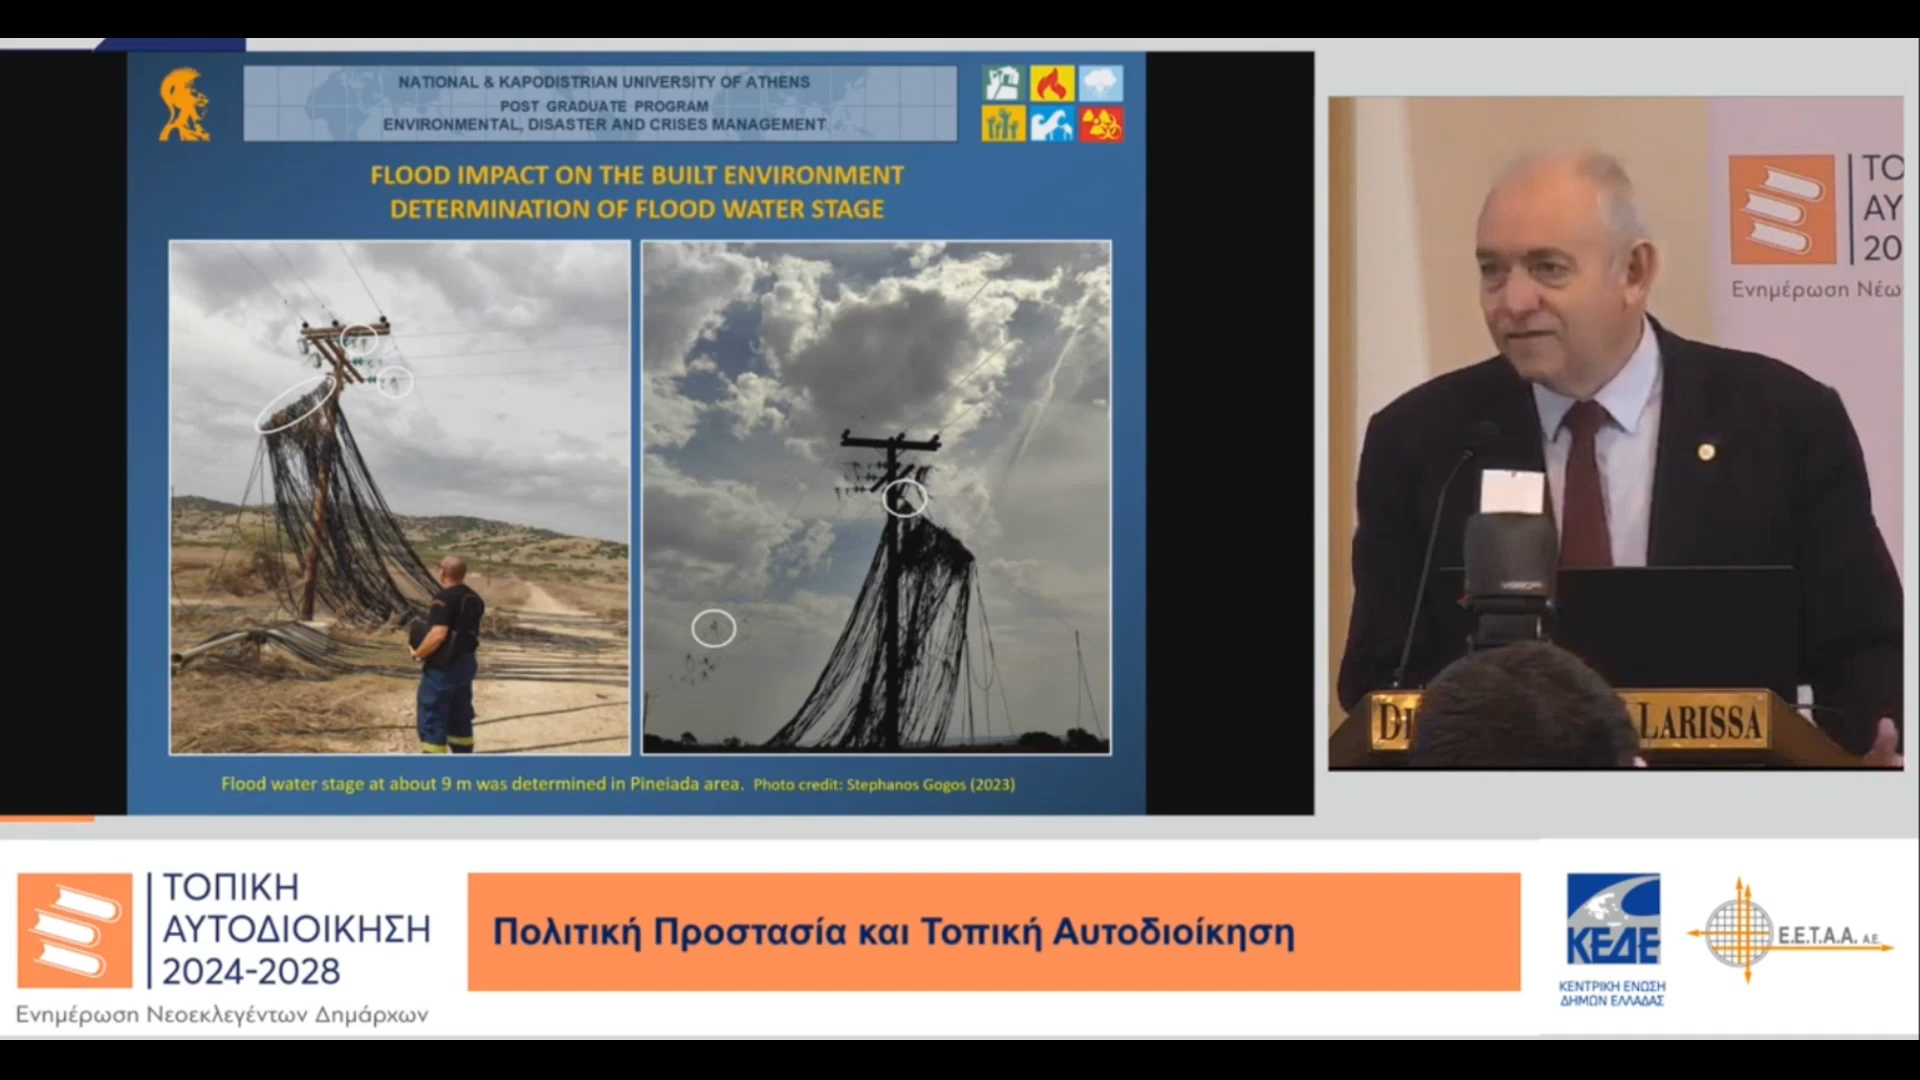 NATIONAL & KAPODISTRIAN UNIVERSITY OF ATHENS
POST GRADUATE PROGRAM
ENVIRONMENTAL, DISASTER AND CRISES MANAGEMENT
FLOOD IMPACT ON THE BUILT ENVIRONMENT
DETERMINATION OF FLOOD WATER STAGE
Flood water stage at about 9 m was determined in Pineiada area. Photo credit: Stephanos Gogos (2023)
ΤΟ
ΑΥ
20
Ενημέρωση Νέω
DI
LARISSA
ΤΟΠΙΚΗ
ΑΥΤΟΔΙΟΙΚΗΣΗ
2024-2028
Ενημέρωση Νεοεκλεγέντων Δημάρχων
Πολιτική Προστασία και Τοπική Αυτοδιοίκηση
ΚΕΔΕ
ΚΕΝΤΡΙΚΗ ΕΝΩΣΗ
ΔΗΜΩΝ ΕΛΛΑΔΑΣ
Ε.Ε.Τ.Α.Α. Α.Ε.